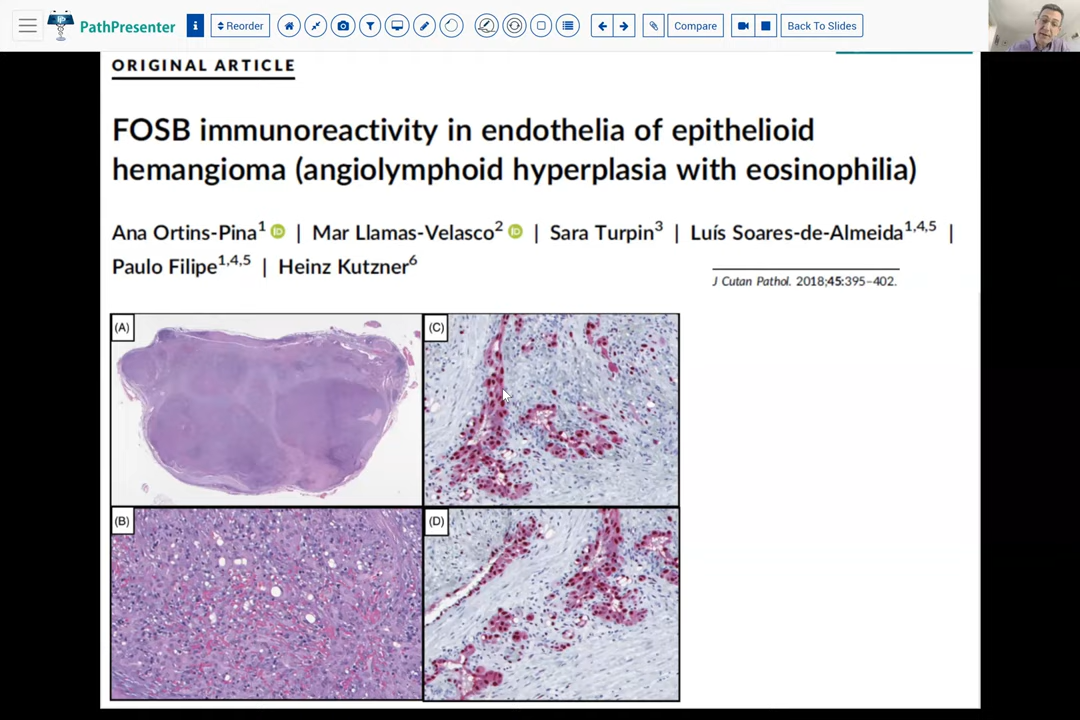 PathPresenter
Reorder
Compare
Back To Slides
ORIGINAL ARTICLE
FOSB immunoreactivity in endothelia of epithelioid
hemangioma (angiolymphoid hyperplasia with eosinophilia)
Ana Ortins-Pina1 iD | Mar Llamas-Velasco2 iD | Sara Turpin3 | Luís Soares-de-Almeida1,4,5 |
Paulo Filipe1,4,5 | Heinz Kutzner6
J Cutan Pathol. 2018;45:395–402.
(A)
(C)
(B)
(D)